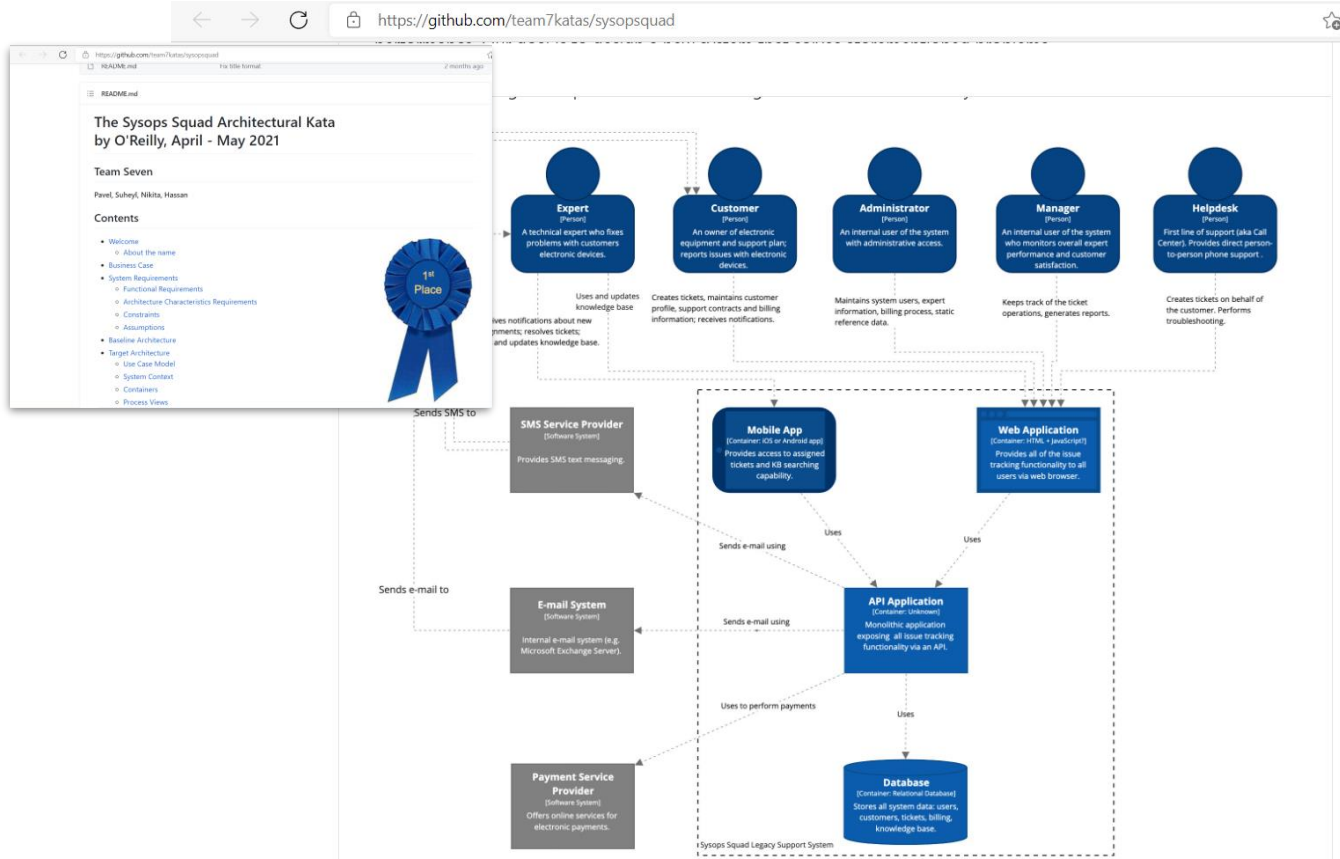 https://github.com/team7katas/sysopsquad
https://github.com/team7katas/sysopsquad
README.md
Fix title format
2 months ago
README.md
The Sysops Squad Architectural Kata
by O'Reilly, April - May 2021
Team Seven
Pavel, Suheyl, Nikita, Hassan
Contents
Welcome
About the name
Business Case
System Requirements
Functional Requirements
Architecture Characteristics Requirements
Constraints
Assumptions
Baseline Architecture
Target Architecture
Use Case Model
System Context
Containers
Process Views
1st
Place
Expert
[Person]
A technical expert who fixes
problems with customers
electronic devices.
Customer
[Person]
An owner of electronic
equipment and support plan;
reports issues with electronic
devices.
Administrator
[Person]
An internal user of the system
with administrative access.
Manager
[Person]
An internal user of the system
who monitors overall expert
performance and customer
satisfaction.
Helpdesk
[Person]
First line of support (aka Call
Center). Provides direct person-
to-person phone support .
Uses and updates
knowledge base
notifications about new
resolves tickets;
and updates knowledge base.
Creates tickets, maintains customer
profile, support contracts and billing
information; receives notifications.
Maintains system users, expert
information, billing process, static
reference data.
Keeps track of the ticket
operations, generates reports.
Creates tickets on behalf of
the customer. Performs
troubleshooting.
Sends SMS to
SMS Service Provider
[Software System]
Provides SMS text messaging.
Mobile App
[Container: iOS or Android app]
Provides access to assigned
tickets and KB searching
capability.
Web Application
[Container: HTML + JavaScript?]
Provides all of the issue
tracking functionality to all
users via web browser.
Uses
Uses
Sends e-mail using
Sends e-mail to
E-mail System
[Software System]
Internal e-mail system (e.g.
Microsoft Exchange Server).
Sends e-mail using
API Application
[Container: Unknown]
Monolithic application
exposing all issue tracking
functionality via an API.
Uses to perform payments
Uses
Payment Service
Provider
[Software System]
Offers online services for
electronic payments.
Database
[Container: Relational Database]
Stores all system data: users,
customers, tickets, billing,
knowledge base.
Sysops Squad Legacy Support System